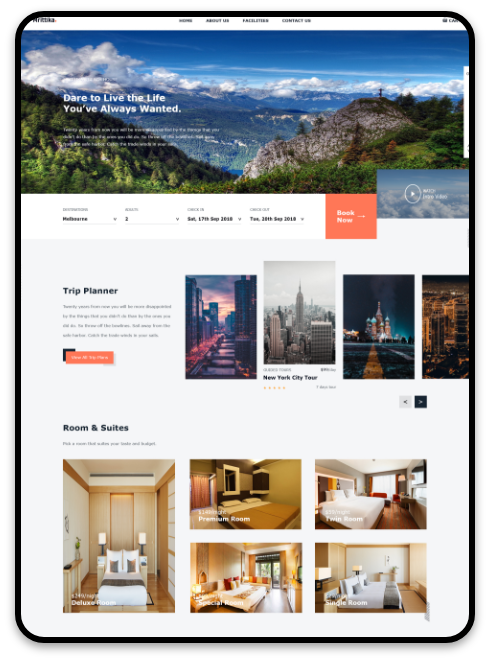 Hrittika.
HOME ABOUT US FACILITIES CONTACT US
Dare to Live the Life
You've Always Wanted.
Twenty years from now you will be more disappointed by the things that you
didn't do than by the ones you did do. So throw off the bowlines. Sail away
from the safe harbor. Catch the trade winds in your sails.
INTRO
DESTINATIONS ADULTS CHECK IN CHECK OUT
Melbourne 2 Sat, 17th Sep 2018 Tue, 20th Sep 2018
Book
Now →
Trip Planner
Twenty years from now you will be more disappointed
by the things that you didn't do than by the ones you
did do. So throw off the bowlines. Sail away from the
safe harbor. Catch the trade winds in your sails.
View All Trip Plans
GUIDED TOURS
New York City Tour
< >
Room & Suites
Pick a room that suites your taste and budget.
Deluxe Room
Premium Room
Twin Room
Special Room
Single Room